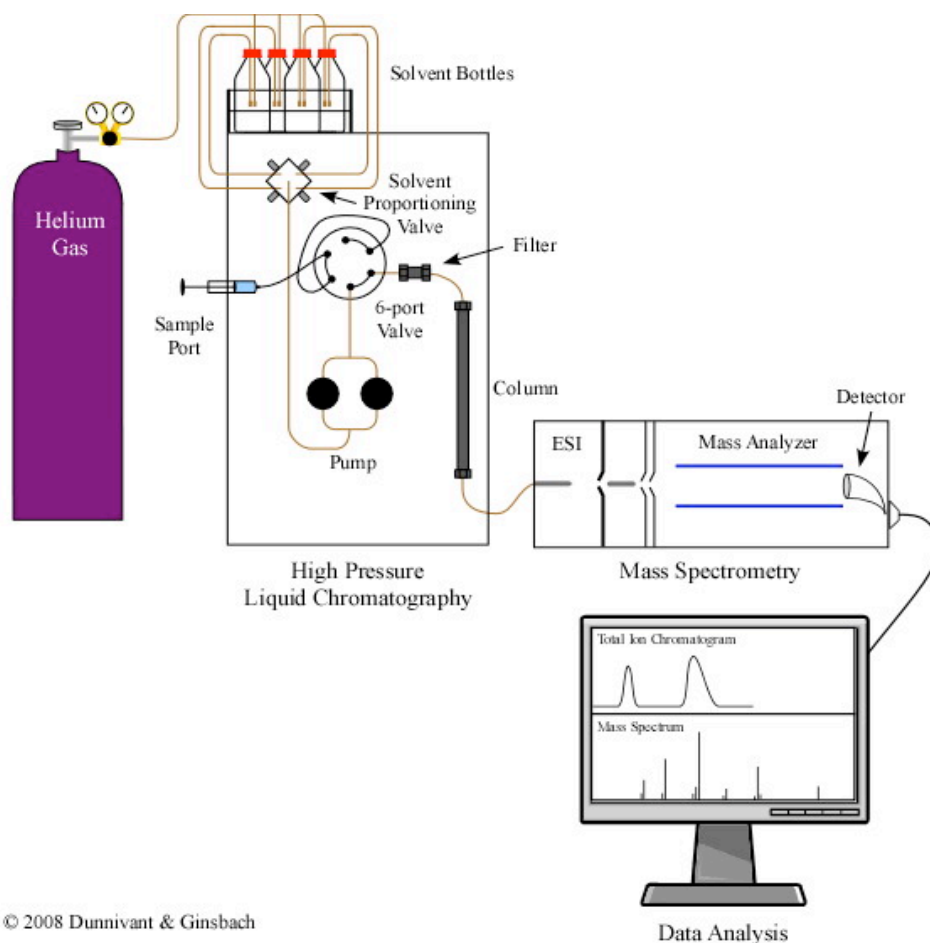 Solvent Bottles
Helium
Gas
Solvent
Proportioning
Valve
Filter
Sample
Port
6-port
Valve
Column
Pump
High Pressure
Liquid Chromatography
ESI
Mass Analyzer
Detector
Mass Spectrometry
Total Ion Chromatogram
Mass Spectrum
Data Analysis
© 2008 Dunnivant & Ginsbach